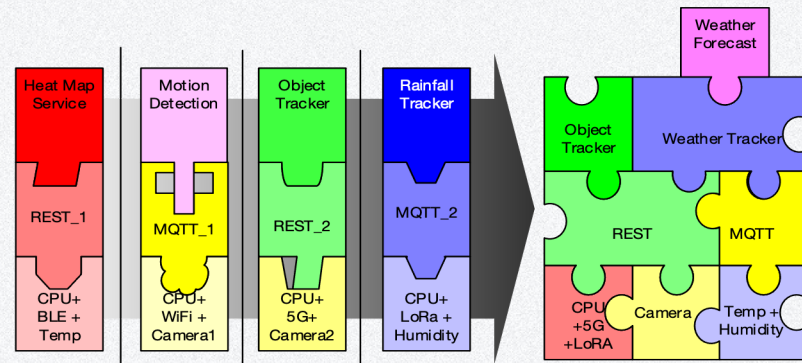 Heat Map
Service
REST_1
CPU+
BLE +
Temp
Motion
Detection
MQTT_1
CPU+
WiFi +
Camera1
Object
Tracker
REST_2
CPU+
5G+
Camera2
Rainfall
Tracker
MQTT_2
CPU+
LoRa +
Humidity
Weather
Forecast
Object
Tracker
Weather Tracker
REST
MQTT
CPU
+5G
+LoRA
Camera
Temp +
Humidity